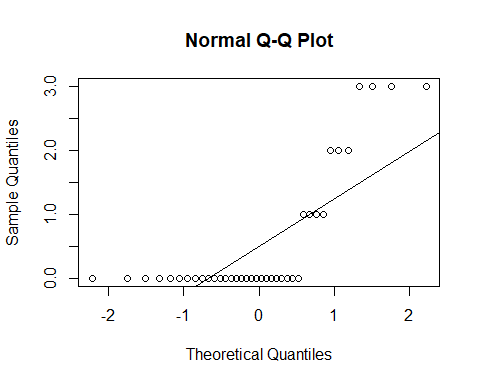 Normal Q-Q Plot
3.0
2.0
1.0
0.0
Sample Quantiles
-2 -1 0 1 2
Theoretical Quantiles